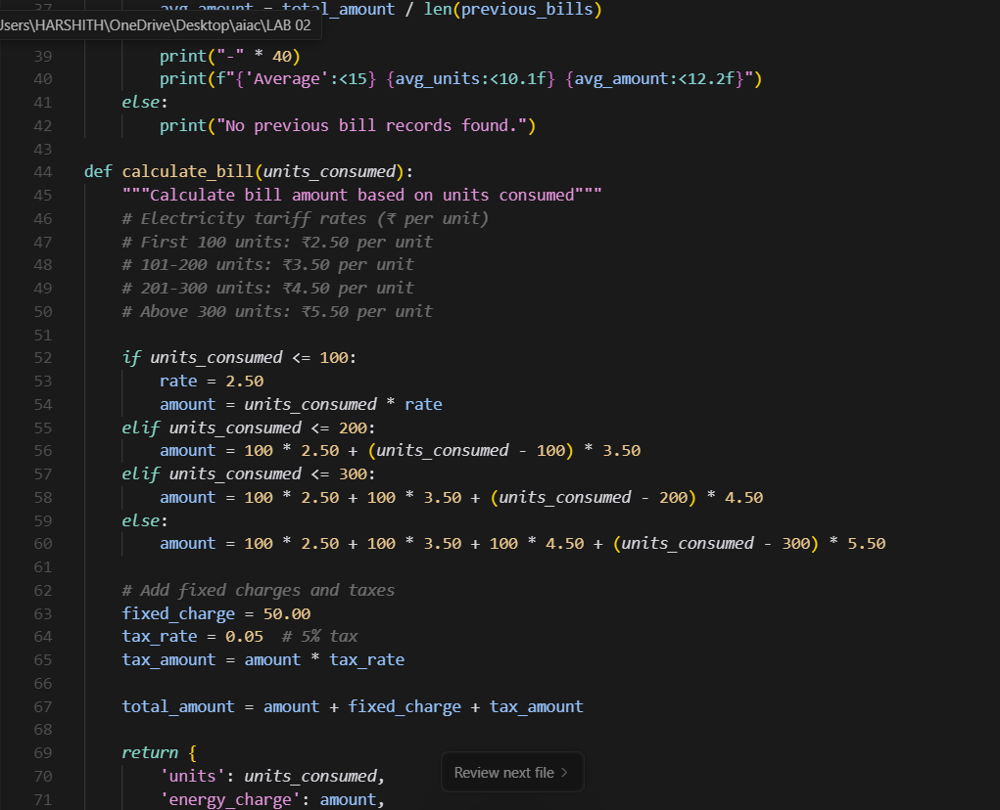 37 avg_amount = total_amount / len(previous_bills)
Users\HARSHITH\OneDrive\Desktop\aiac\LAB 02
39 print("-" * 40)
40 print(f"{'Average':<15} {avg_units:<10.1f} {avg_amount:<12.2f}")
41 else:
42 print("No previous bill records found.")
43
44 def calculate_bill(units_consumed):
45 """Calculate bill amount based on units consumed"""
46 # Electricity tariff rates (₹ per unit)
47 # First 100 units: ₹2.50 per unit
48 # 101-200 units: ₹3.50 per unit
49 # 201-300 units: ₹4.50 per unit
50 # Above 300 units: ₹5.50 per unit
51
52 if units_consumed <= 100:
53 rate = 2.50
54 amount = units_consumed * rate
55 elif units_consumed <= 200:
56 amount = 100 * 2.50 + (units_consumed - 100) * 3.50
57 elif units_consumed <= 300:
58 amount = 100 * 2.50 + 100 * 3.50 + (units_consumed - 200) * 4.50
59 else:
60 amount = 100 * 2.50 + 100 * 3.50 + 100 * 4.50 + (units_consumed - 300) * 5.50
61
62 # Add fixed charges and taxes
63 fixed_charge = 50.00
64 tax_rate = 0.05 # 5% tax
65 tax_amount = amount * tax_rate
66
67 total_amount = amount + fixed_charge + tax_amount
68
69 return {
70 'units': units_consumed,
Review next file >
71 'energy_charge': amount,